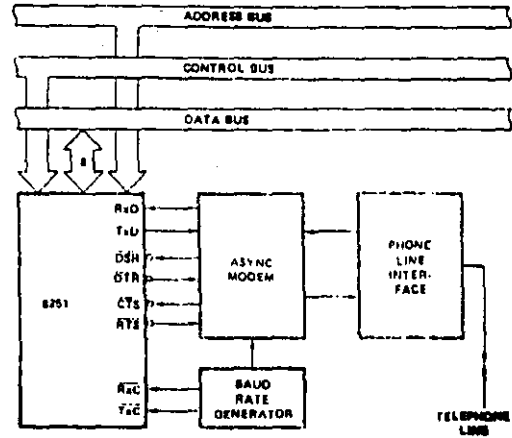 ADDRESS BUS
CONTROL BUS
DATA BUS
8
RxD
TxD
DSR
DTR
CTS
RTS
8251
RxC
TxC
ASYNC
MODEM
BAUD
RATE
GENERATOR
PHONE
LINE
INTER-
FACE
TELEPHONE
LINE